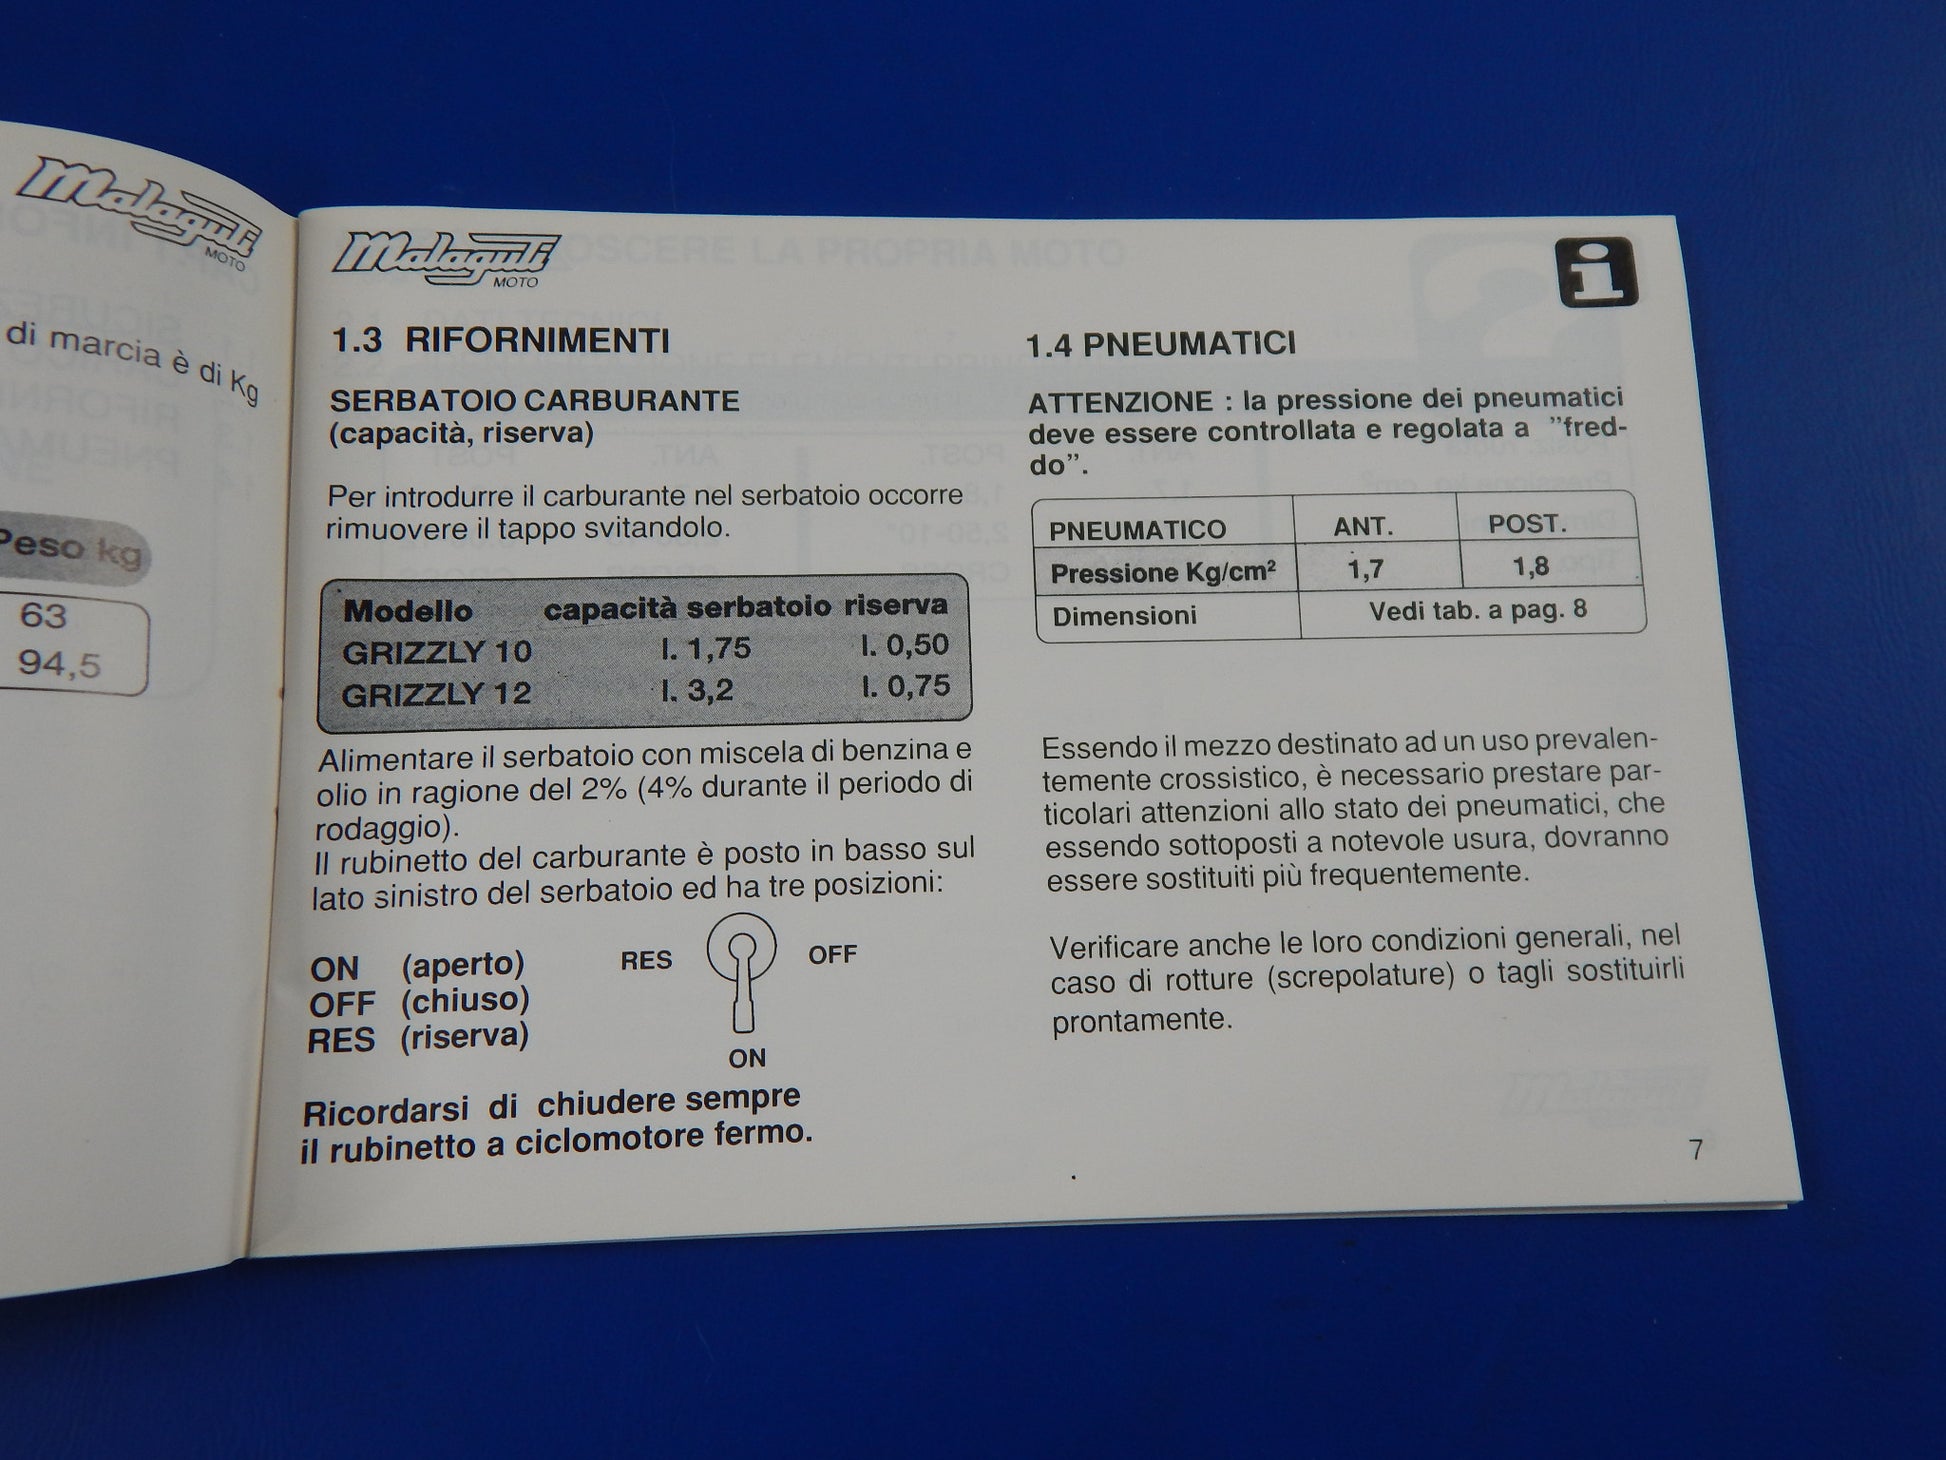 Malaguti
MOTO
di marcia è di Kg
Peso kg
63
94,5
Malaguti
MOTO
i
1.3 RIFORNIMENTI
SERBATOIO CARBURANTE
(capacità, riserva)
Per introdurre il carburante nel serbatoio occorre
rimuovere il tappo svitandolo.
Modello capacità serbatoio riserva
GRIZZLY 10 l. 1,75 l. 0,50
GRIZZLY 12 l. 3,2 l. 0,75
Alimentare il serbatoio con miscela di benzina e
olio in ragione del 2% (4% durante il periodo di
rodaggio).
Il rubinetto del carburante è posto in basso sul
lato sinistro del serbatoio ed ha tre posizioni:
ON (aperto)
OFF (chiuso)
RES (riserva)
RES OFF
ON
Ricordarsi di chiudere sempre
il rubinetto a ciclomotore fermo.
1.4 PNEUMATICI
ATTENZIONE : la pressione dei pneumatici
deve essere controllata e regolata a ”fred-
do”.
PNEUMATICO ANT. POST.
Pressione Kg/cm² 1,7 1,8
Dimensioni Vedi tab. a pag. 8
Essendo il mezzo destinato ad un uso prevalen-
temente crossistico, è necessario prestare par-
ticolari attenzioni allo stato dei pneumatici, che
essendo sottoposti a notevole usura, dovranno
essere sostituiti più frequentemente.
Verificare anche le loro condizioni generali, nel
caso di rotture (screpolature) o tagli sostituirli
prontamente.
7